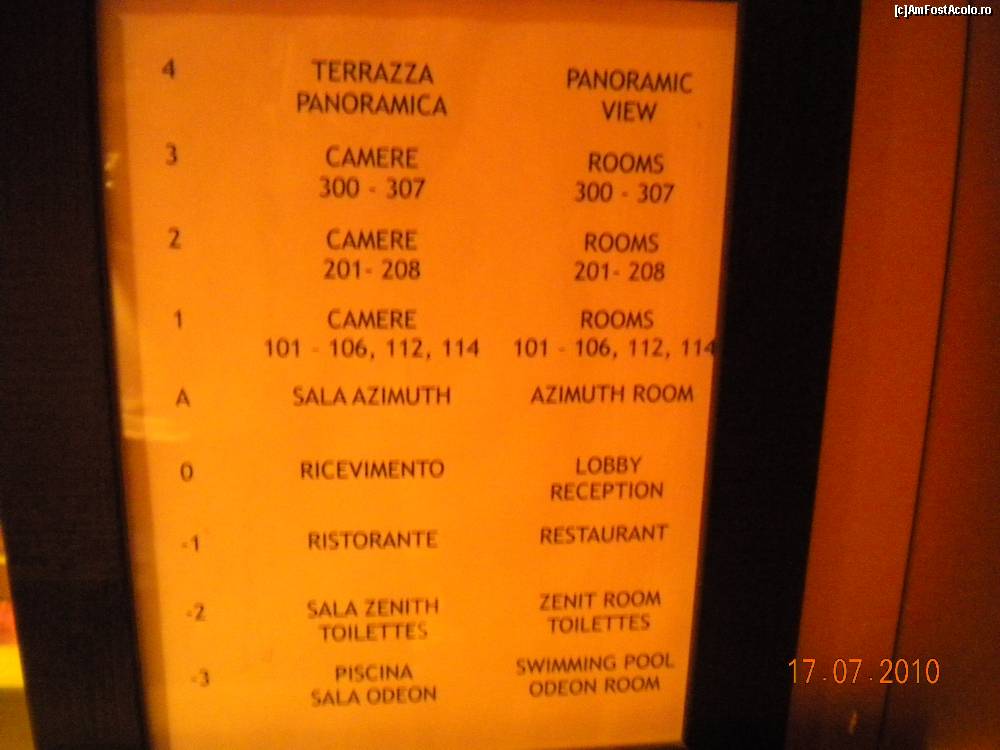 [c]AmFostAcolo.ro
4 TERRAZZA PANORAMIC
PANORAMICA VIEW
3 CAMERE ROOMS
300 - 307 300 - 307
2 CAMERE ROOMS
201- 208 201- 208
1 CAMERE ROOMS
101 - 106, 112, 114 101 - 106, 112, 114
A SALA AZIMUTH AZIMUTH ROOM
0 RICEVIMENTO LOBBY
RECEPTION
-1 RISTORANTE RESTAURANT
-2 SALA ZENITH ZENIT ROOM
TOILETTES TOILETTES
-3 PISCINA SWIMMING POOL
SALA ODEON ODEON ROOM
17.07.2010